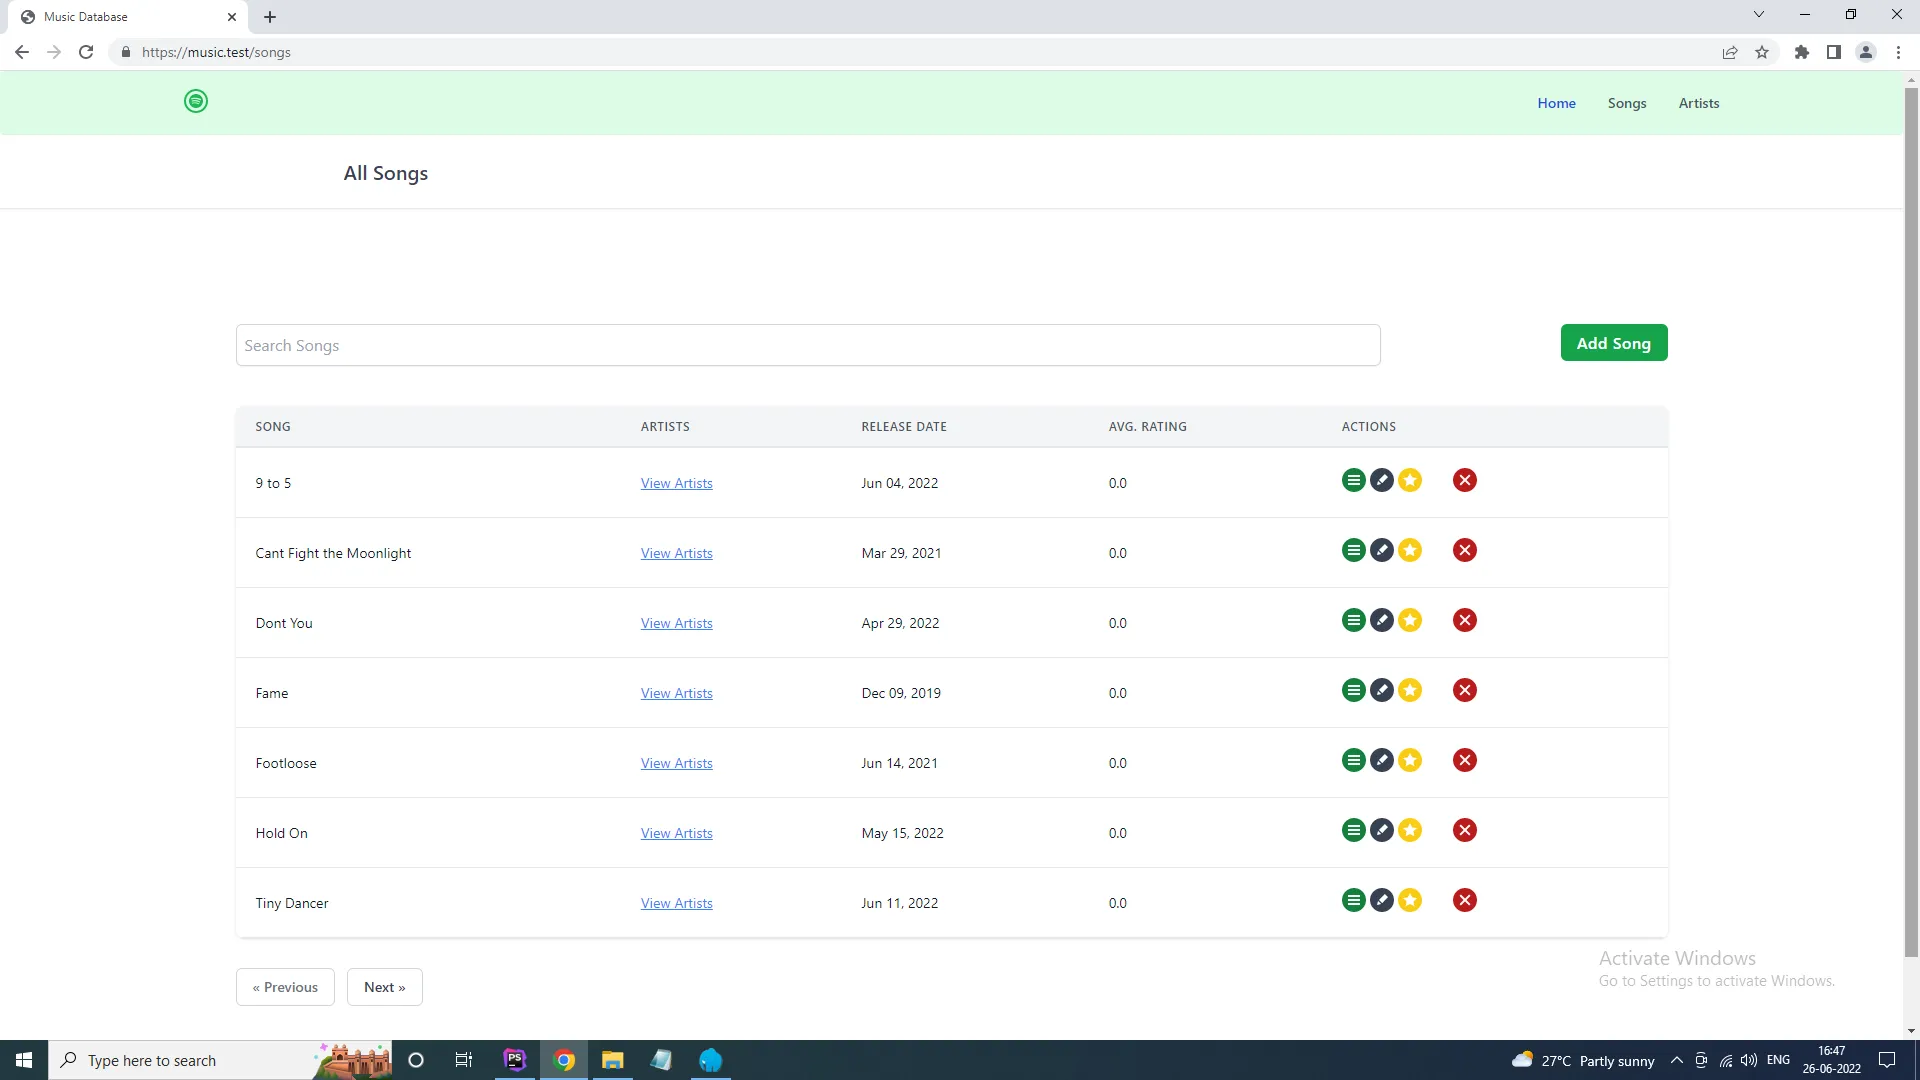 Music Database
https://music.test/songs
Home Songs Artists
All Songs
Search Songs
Add Song
SONG ARTISTS RELEASE DATE AVG. RATING ACTIONS
9 to 5 View Artists Jun 04, 2022 0.0
Cant Fight the Moonlight View Artists Mar 29, 2021 0.0
Dont You View Artists Apr 29, 2022 0.0
Fame View Artists Dec 09, 2019 0.0
Footloose View Artists Jun 14, 2021 0.0
Hold On View Artists May 15, 2022 0.0
Tiny Dancer View Artists Jun 11, 2022 0.0
Activate Windows
Go to Settings to activate Windows.
« Previous Next »
Type here to search
PS
27°C Partly sunny
ENG
16:47
26-06-2022